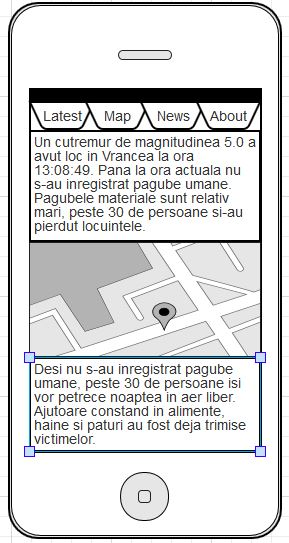 Latest Map News About
Un cutremur de magnitudinea 5.0 a
avut loc in Vrancea la ora
13:08:49. Pana la ora actuala nu
s-au inregistrat pagube umane.
Pagubele materiale sunt relativ
mari, peste 30 de persoane si-au
pierdut locuintele.
Desi nu s-au inregistrat pagube
umane, peste 30 de persoane isi
vor petrece noaptea in aer liber.
Ajutoare constand in alimente,
haine si paturi au fost deja trimise
victimelor.